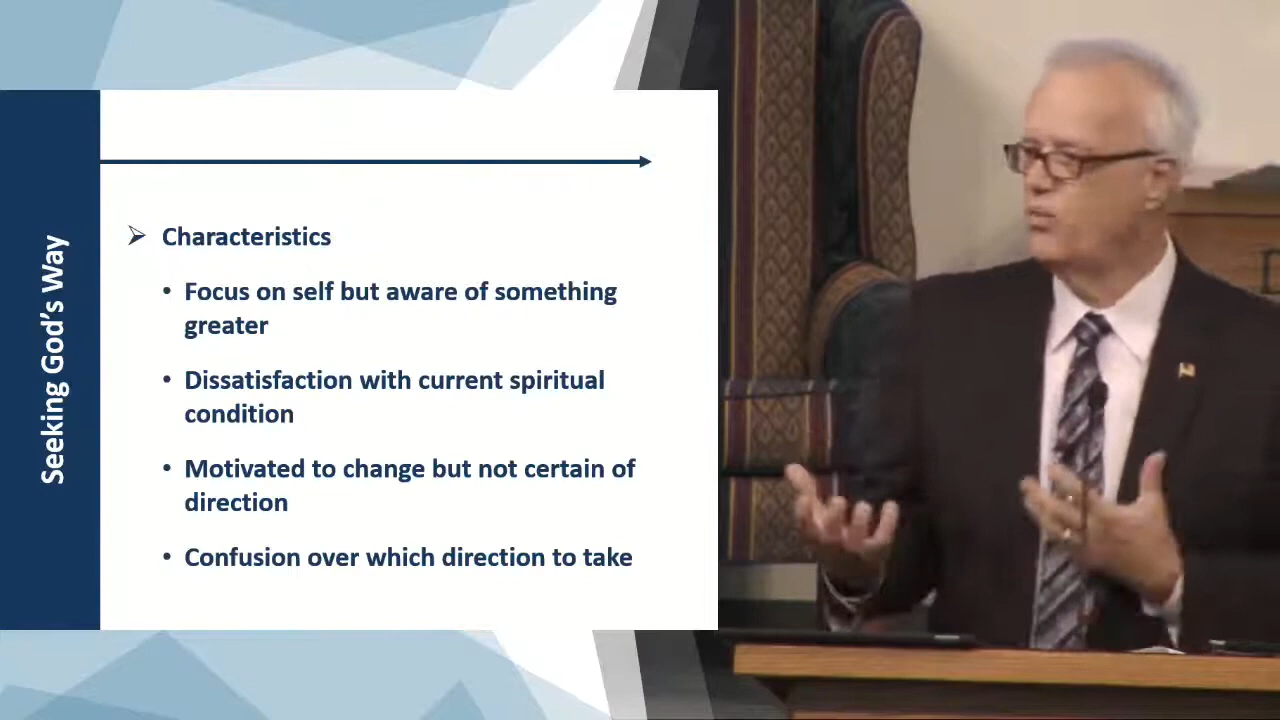 Seeking God's Way
Characteristics
Focus on self but aware of something
greater
Dissatisfaction with current spiritual
condition
Motivated to change but not certain of
direction
Confusion over which direction to take